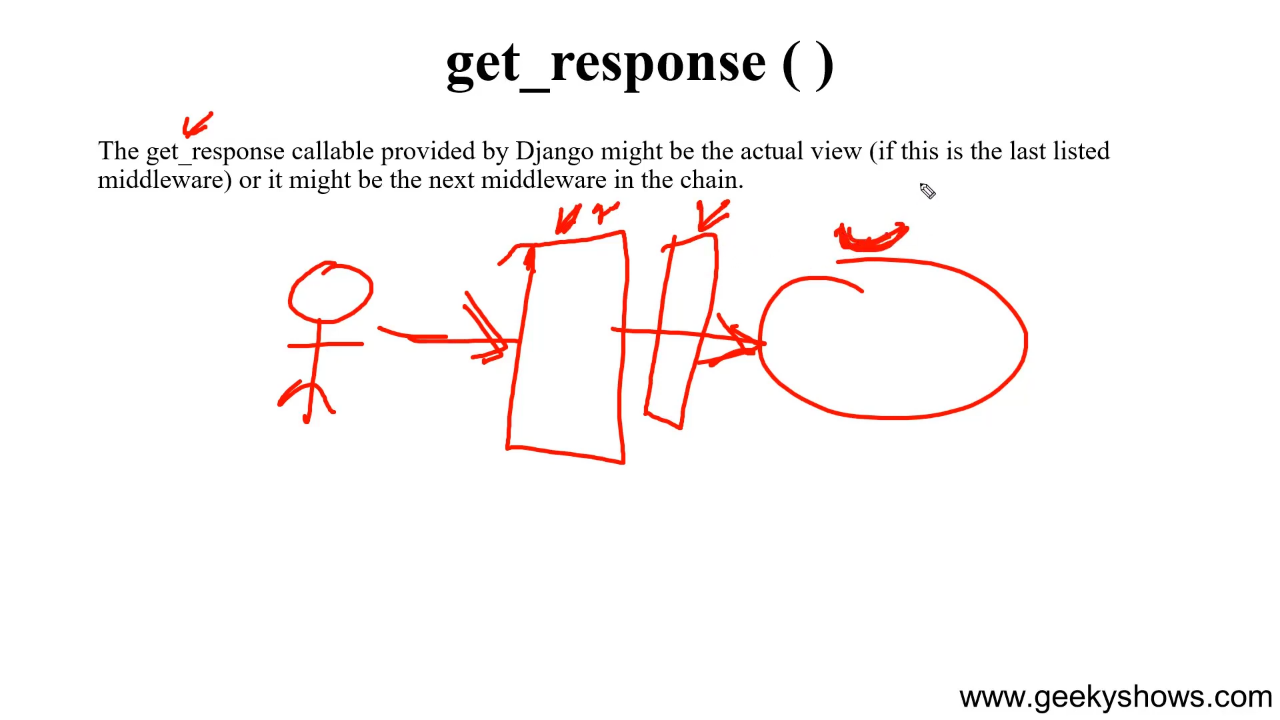 get_response ( )
The get_response callable provided by Django might be the actual view (if this is the last listed
middleware) or it might be the next middleware in the chain.
www.geekyshows.com